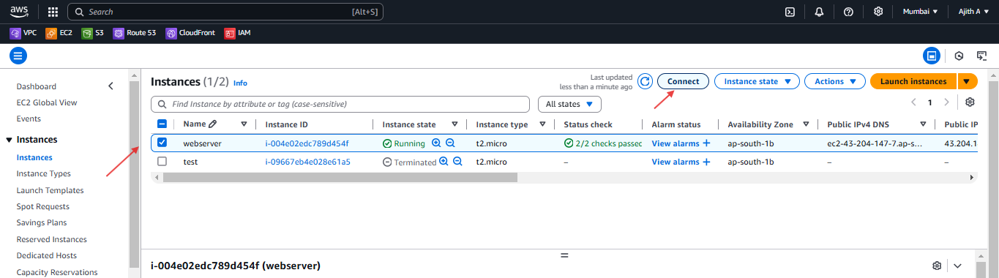 aws Search [Alt+S] Mumbai Ajith A
VPC EC2 S3 Route 53 CloudFront IAM
Dashboard
EC2 Global View
Events
Instances
Instances
Instance Types
Launch Templates
Spot Requests
Savings Plans
Reserved Instances
Dedicated Hosts
Capacity Reservations
Instances (1/2) Info
Last updated
less than a minute ago
Connect Instance state Actions Launch instances
Find Instance by attribute or tag (case-sensitive) All states 1
Name Instance ID Instance state Instance type Status check Alarm status Availability Zone Public IPv4 DNS Public IP
webserver i-004e02edc789d454f Running t2.micro 2/2 checks passed View alarms + ap-south-1b ec2-43-204-147-7.ap-s... 43.204.1
test i-09667eb4e028e61a5 Terminated t2.micro – View alarms + ap-south-1b – –
i-004e02edc789d454f (webserver)